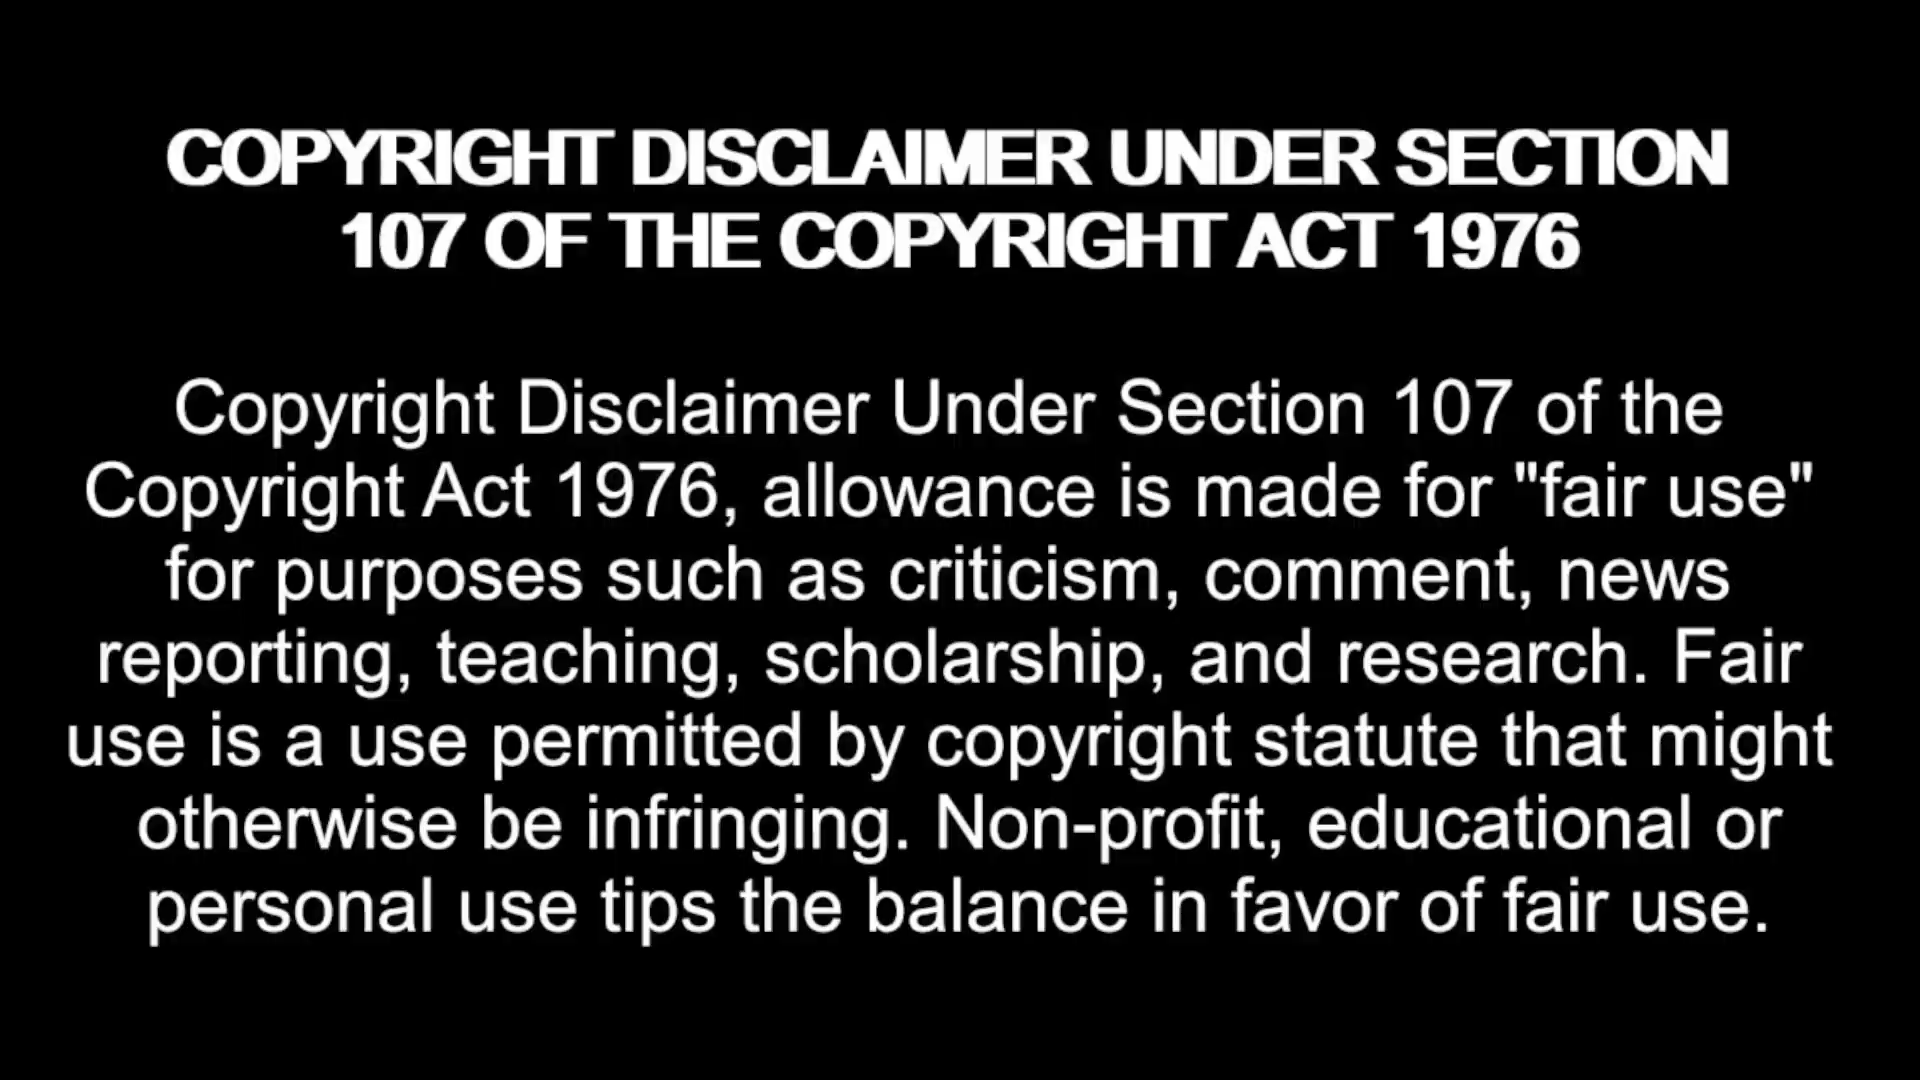 COPYRIGHT DISCLAIMER UNDER SECTION
107 OF THE COPYRIGHT ACT 1976
Copyright Disclaimer Under Section 107 of the
Copyright Act 1976, allowance is made for "fair use"
for purposes such as criticism, comment, news
reporting, teaching, scholarship, and research. Fair
use is a use permitted by copyright statute that might
otherwise be infringing. Non-profit, educational or
personal use tips the balance in favor of fair use.